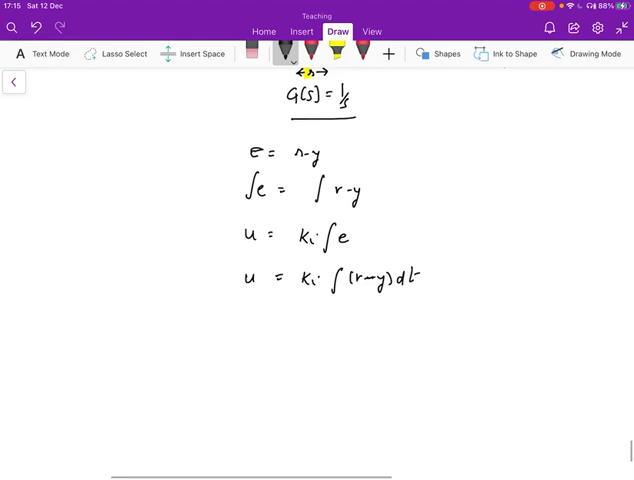 17:15 Sat 12 Dec
88%
Teaching
Home Insert Draw View
A Text Mode Lasso Select Insert Space Shapes Ink to Shape Drawing Mode
G(s) = 1/s
e = r-y
∫e = ∫ r-y
u = Ki ∫ e
u = Ki ∫ (r-y) dt